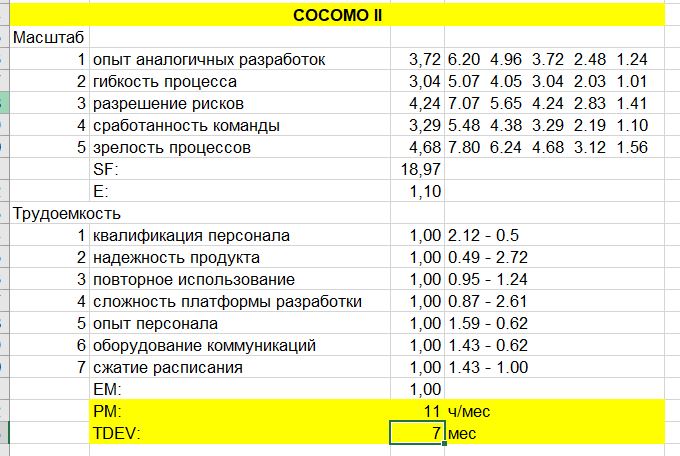 COCOMO II
Масштаб
1 опыт аналогичных разработок 3,72 6.20 4.96 3.72 2.48 1.24
2 гибкость процесса 3,04 5.07 4.05 3.04 2.03 1.01
3 разрешение рисков 4,24 7.07 5.65 4.24 2.83 1.41
4 сработанность команды 3,29 5.48 4.38 3.29 2.19 1.10
5 зрелость процессов 4,68 7.80 6.24 4.68 3.12 1.56
SF: 18,97
E: 1,10
Трудоемкость
1 квалификация персонала 1,00 2.12 - 0.5
2 надежность продукта 1,00 0.49 - 2.72
3 повторное использование 1,00 0.95 - 1.24
4 сложность платформы разработки 1,00 0.87 - 2.61
5 опыт персонала 1,00 1.59 - 0.62
6 оборудование коммуникаций 1,00 1.43 - 0.62
7 сжатие расписания 1,00 1.43 - 1.00
EM: 1,00
PM: 11 ч/мес
TDEV: 7 мес